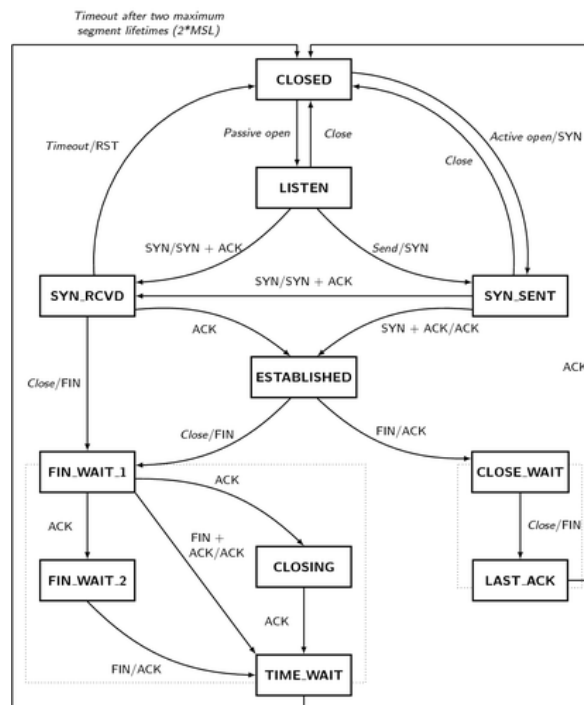 Timeout after two maximum
segment lifetimes (2*MSL)
CLOSED
Passive open
Close
Timeout/RST
Active open/SYN
Close
LISTEN
SYN/SYN + ACK
Send/SYN
SYN_RCVD
SYN/SYN + ACK
SYN_SENT
ACK
SYN + ACK/ACK
ESTABLISHED
ACK
Close/FIN
Close/FIN
FIN/ACK
FIN_WAIT_1
CLOSE_WAIT
ACK
ACK
FIN +
ACK/ACK
Close/FIN
FIN_WAIT_2
CLOSING
LAST_ACK
ACK
FIN/ACK
TIME_WAIT